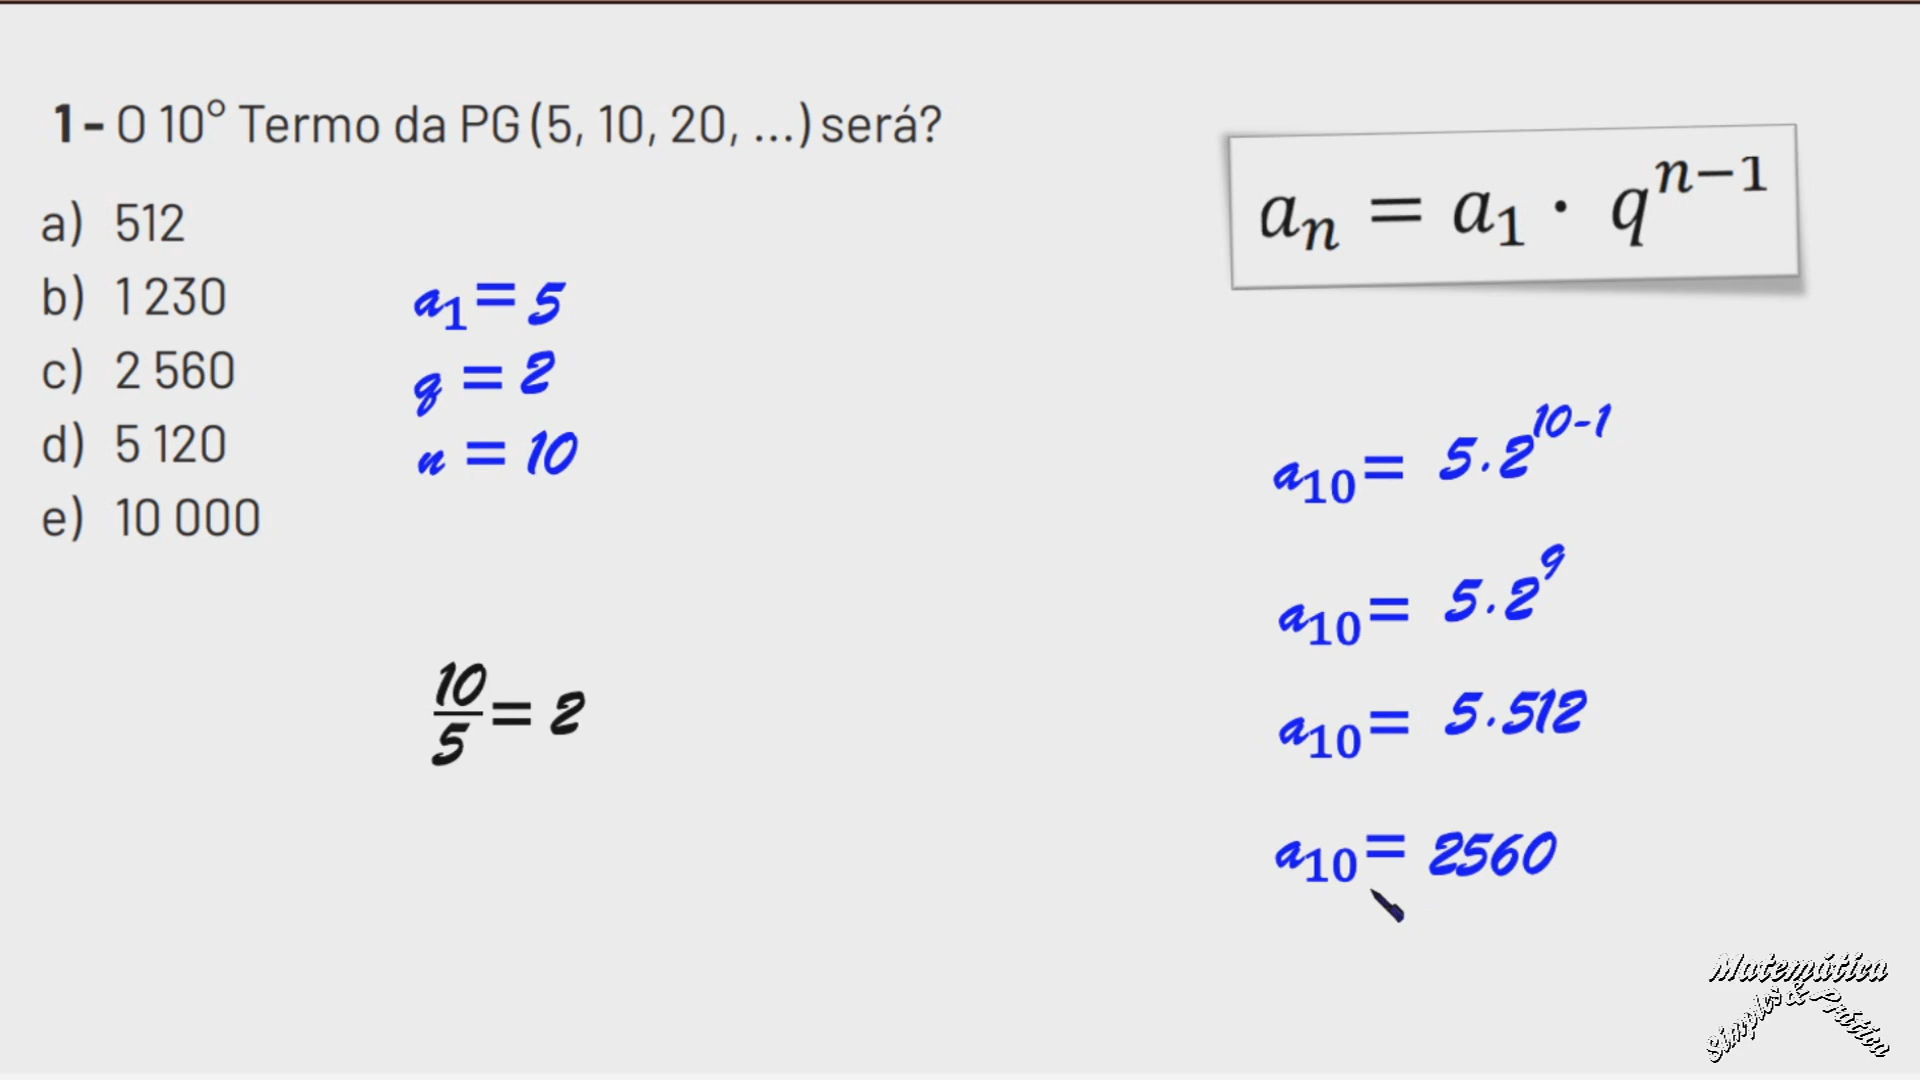 1 - O 10° Termo da PG (5, 10, 20, ...) será?
a) 512
b) 1 230
c) 2 560
d) 5 120
e) 10 000
a₁ = 5
q = 2
n = 10
10/5 = 2
aₙ = a₁ · qⁿ⁻¹
a₁₀ = 5 . 2¹⁰⁻¹
a₁₀ = 5 . 2⁹
a₁₀ = 5 . 512
a₁₀ = 2560
Matemática
Simples & Prática